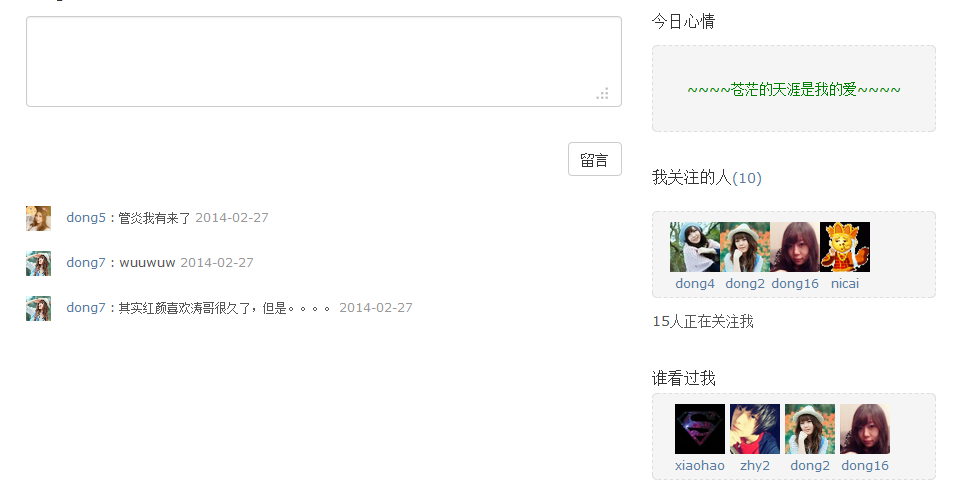 留言
dong5：管炎我有来了 2014-02-27
dong7：wuuwuw 2014-02-27
dong7：其实红颜喜欢涛哥很久了，但是。。。。 2014-02-27
今日心情
~~~~苍茫的天涯是我的爱~~~~
我关注的人(10)
dong4 dong2 dong16 nicai
15人正在关注我
谁看过我
xiaohao zhy2 dong2 dong16